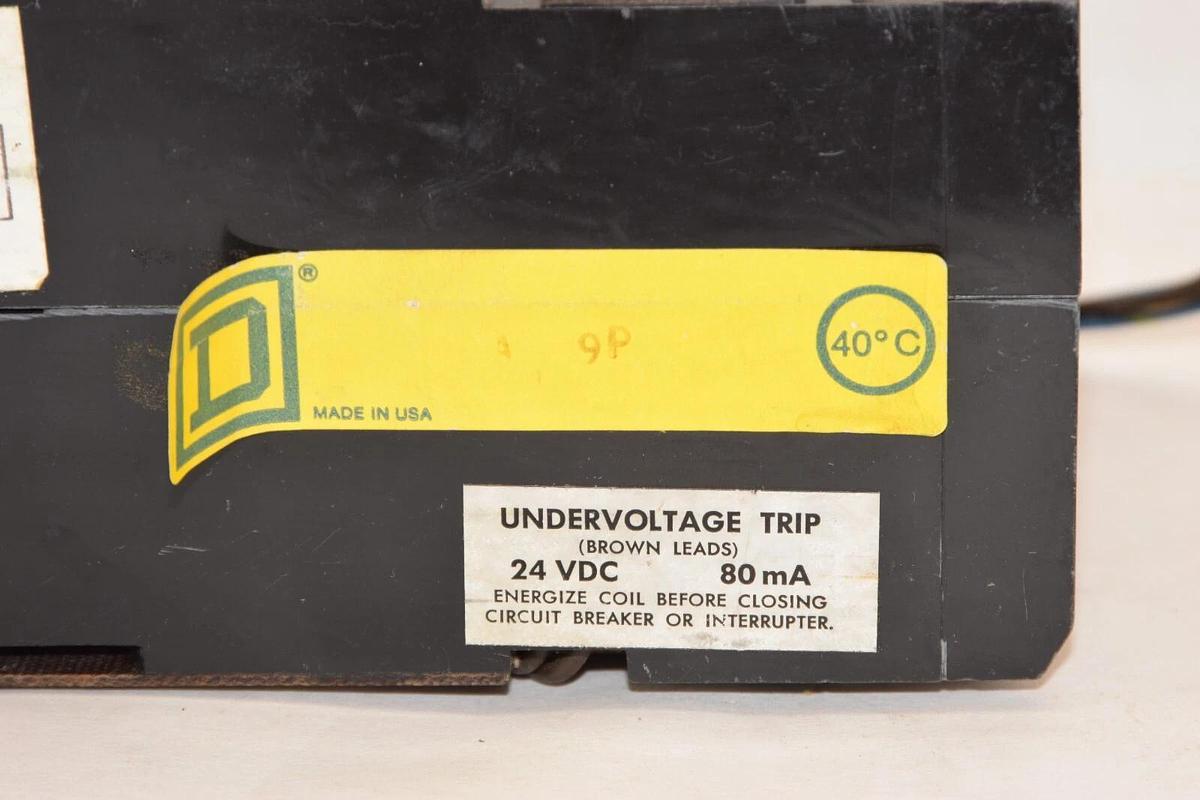 D ®
9P
40°C
MADE IN USA
UNDERVOLTAGE TRIP
(BROWN LEADS)
24 VDC 80 mA
ENERGIZE COIL BEFORE CLOSING
CIRCUIT BREAKER OR INTERRUPTER.